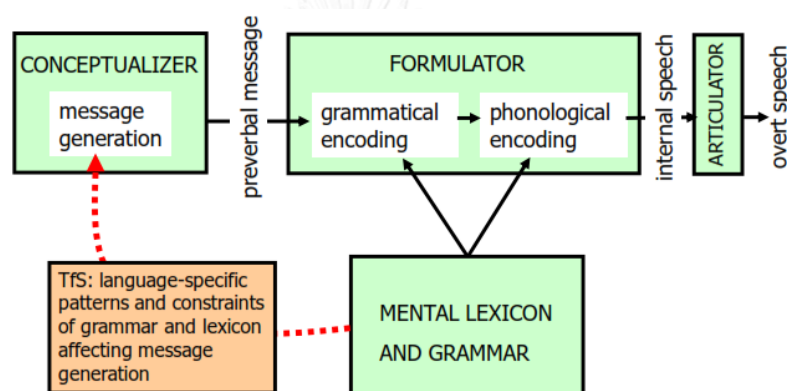 CONCEPTUALIZER
message
generation
preverbal message
FORMULATOR
grammatical
encoding
phonological
encoding
internal speech
ARTICULATOR
overt speech
TfS: language-specific
patterns and constraints
of grammar and lexicon
affecting message
generation
MENTAL LEXICON
AND GRAMMAR